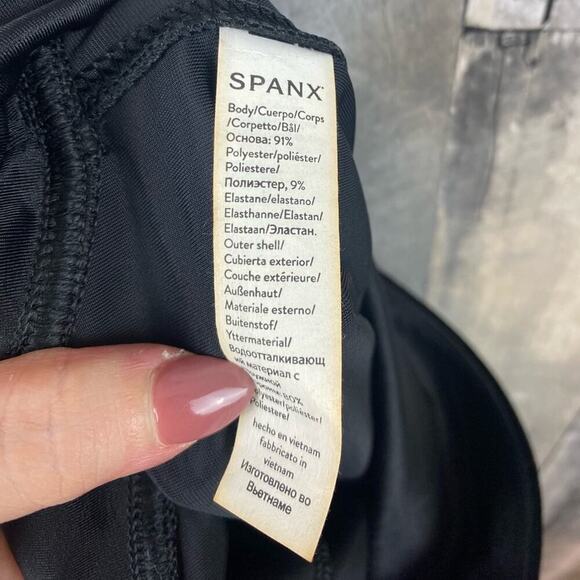 SPANX
Body/Cuerpo/Corps
/Corpetto/Bål/
Основа: 91%
Polyester/poliéster/
Poliestere/
Полиэстер, 9%
Elastane/elastano/
Elasthanne/Elastan/
Elastaan/Эластан.
Outer shell/
Cubierta exterior/
Couche extérieure/
Außenhaut/
Materiale esterno/
Buitenstof/
Yttermaterial/
Водоотталкивающ
ий материал с
polyester/poliéster/
Poliestere/
hecho en vietnam
fabbricato in
vietnam
Изготовлено во
Вьетнаме